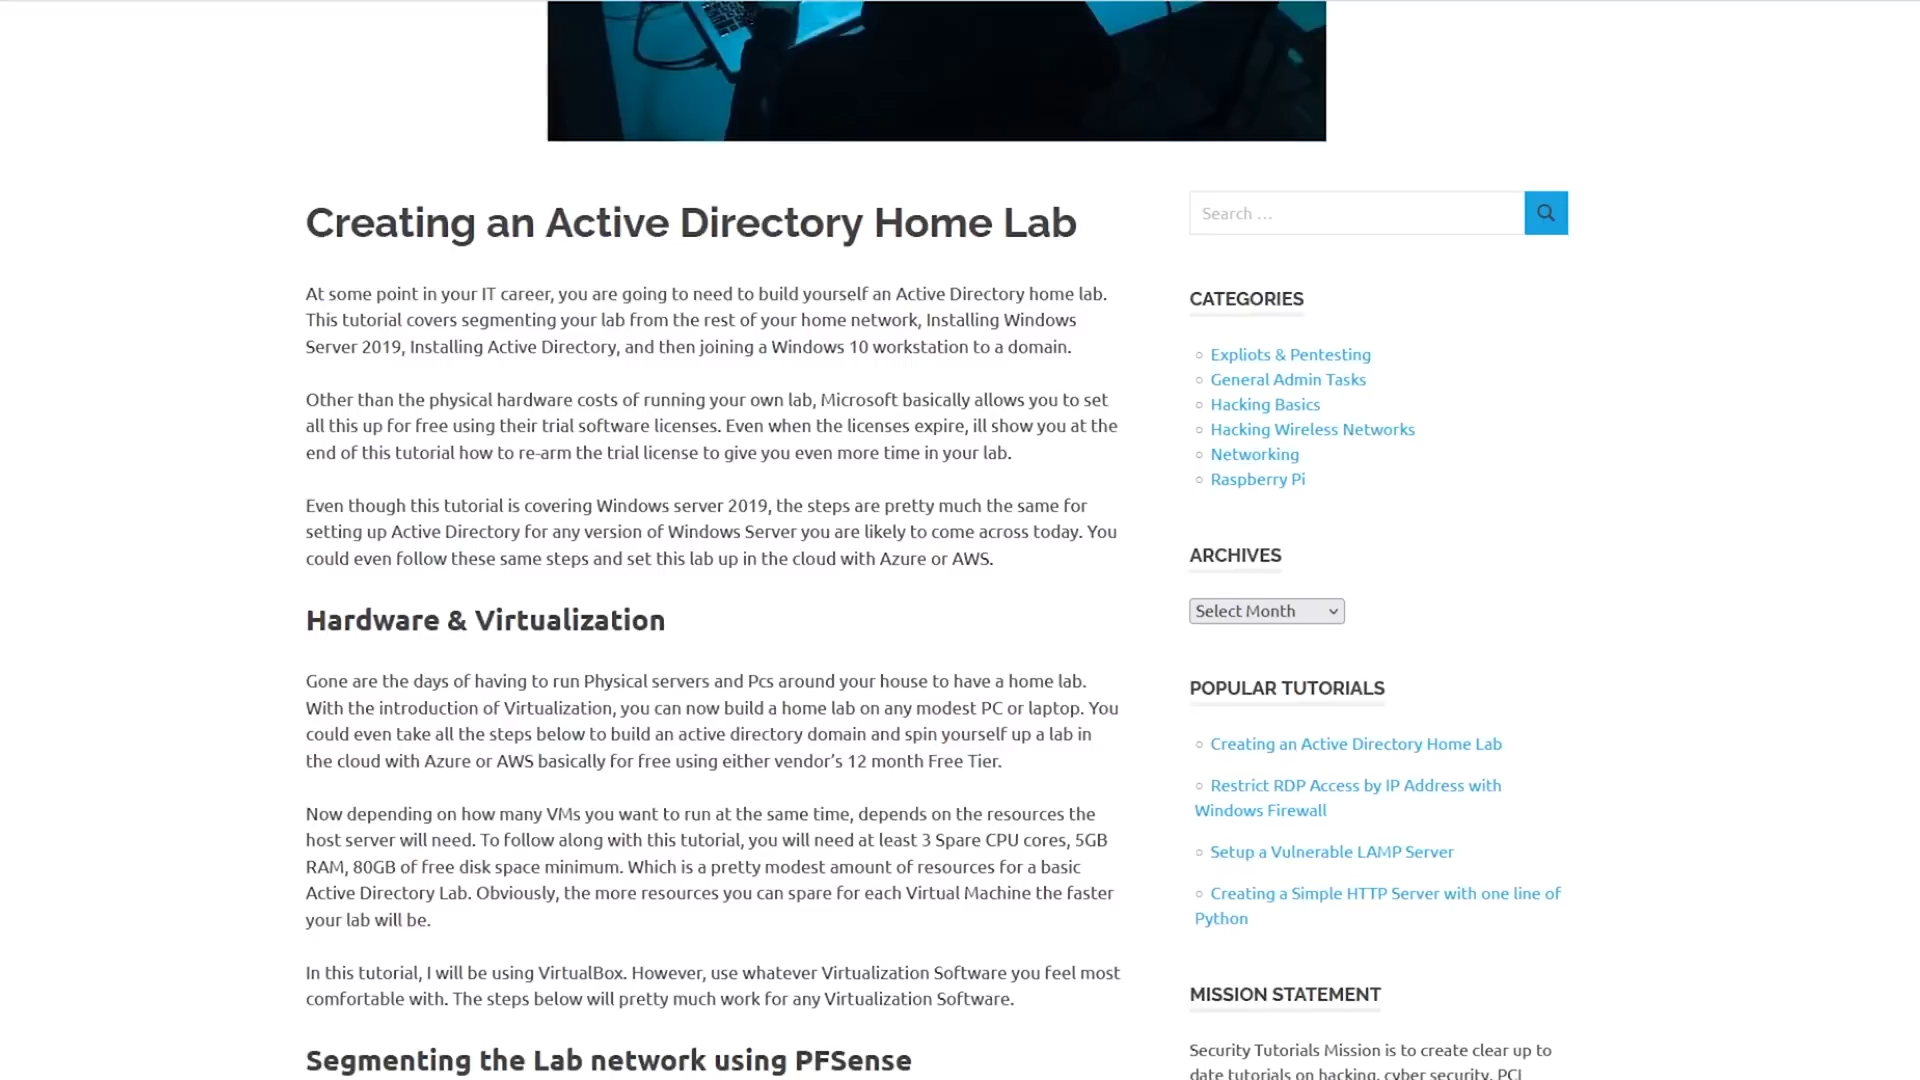 Creating an Active Directory Home Lab
At some point in your IT career, you are going to need to build yourself an Active Directory home lab.
This tutorial covers segmenting your lab from the rest of your home network, Installing Windows
Server 2019, Installing Active Directory, and then joining a Windows 10 workstation to a domain.
Other than the physical hardware costs of running your own lab, Microsoft basically allows you to set
all this up for free using their trial software licenses. Even when the licenses expire, ill show you at the
end of this tutorial how to re-arm the trial license to give you even more time in your lab.
Even though this tutorial is covering Windows server 2019, the steps are pretty much the same for
setting up Active Directory for any version of Windows Server you are likely to come across today. You
could even follow these same steps and set this lab up in the cloud with Azure or AWS.
Hardware & Virtualization
Gone are the days of having to run Physical servers and Pcs around your house to have a home lab.
With the introduction of Virtualization, you can now build a home lab on any modest PC or laptop. You
could even take all the steps below to build an active directory domain and spin yourself up a lab in
the cloud with Azure or AWS basically for free using either vendor’s 12 month Free Tier.
Now depending on how many VMs you want to run at the same time, depends on the resources the
host server will need. To follow along with this tutorial, you will need at least 3 Spare CPU cores, 5GB
RAM, 80GB of free disk space minimum. Which is a pretty modest amount of resources for a basic
Active Directory Lab. Obviously, the more resources you can spare for each Virtual Machine the faster
your lab will be.
In this tutorial, I will be using VirtualBox. However, use whatever Virtualization Software you feel most
comfortable with. The steps below will pretty much work for any Virtualization Software.
Segmenting the Lab network using PFSense
Search …
CATEGORIES
Expliots & Pentesting
General Admin Tasks
Hacking Basics
Hacking Wireless Networks
Networking
Raspberry Pi
ARCHIVES
Select Month
POPULAR TUTORIALS
Creating an Active Directory Home Lab
Restrict RDP Access by IP Address with
Windows Firewall
Setup a Vulnerable LAMP Server
Creating a Simple HTTP Server with one line of
Python
MISSION STATEMENT
Security Tutorials Mission is to create clear up to
date tutorials on hacking, cyber security, PCI